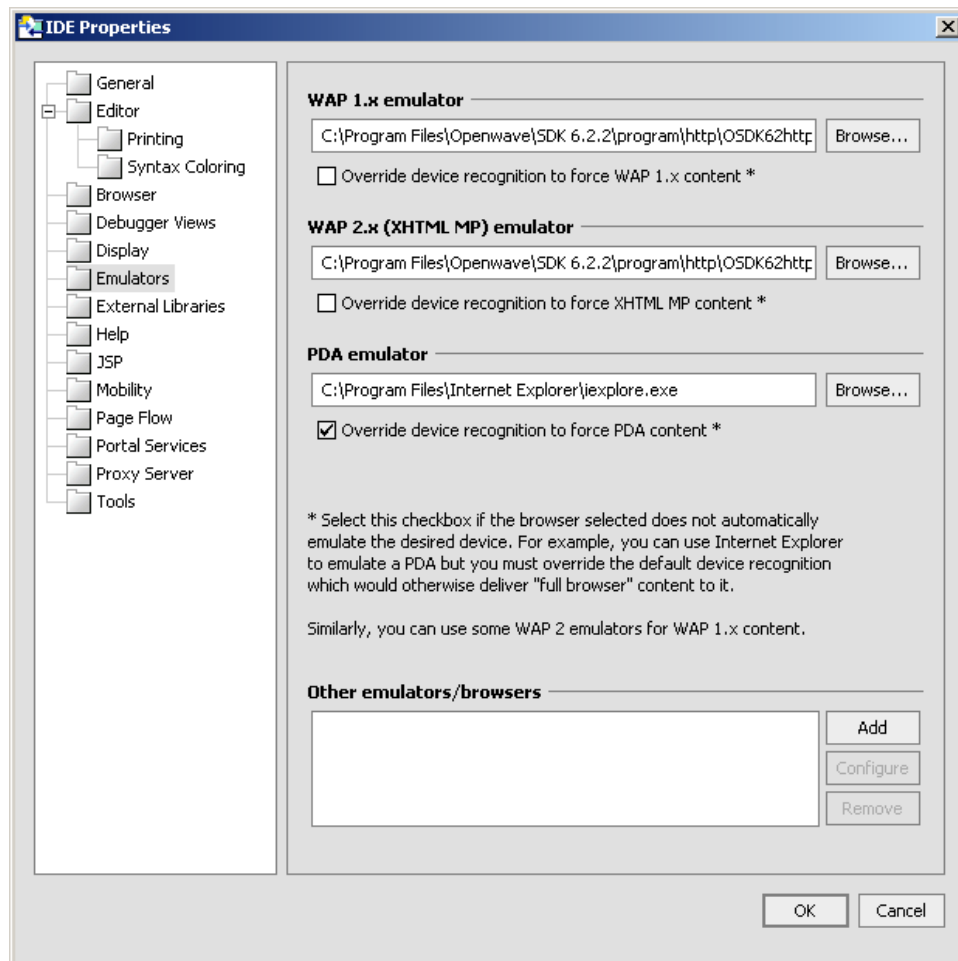 IDE Properties
General
Editor
Printing
Syntax Coloring
Browser
Debugger Views
Display
Emulators
External Libraries
Help
JSP
Mobility
Page Flow
Portal Services
Proxy Server
Tools
WAP 1.x emulator
C:\Program Files\Openwave\SDK 6.2.2\program\http\OSDK62http
Browse...
Override device recognition to force WAP 1.x content *
WAP 2.x (XHTML MP) emulator
C:\Program Files\Openwave\SDK 6.2.2\program\http\OSDK62http
Browse...
Override device recognition to force XHTML MP content *
PDA emulator
C:\Program Files\Internet Explorer\iexplore.exe
Browse...
Override device recognition to force PDA content *
* Select this checkbox if the browser selected does not automatically
emulate the desired device. For example, you can use Internet Explorer
to emulate a PDA but you must override the default device recognition
which would otherwise deliver "full browser" content to it.
Similarly, you can use some WAP 2 emulators for WAP 1.x content.
Other emulators/browsers
Add
Configure
Remove
OK
Cancel